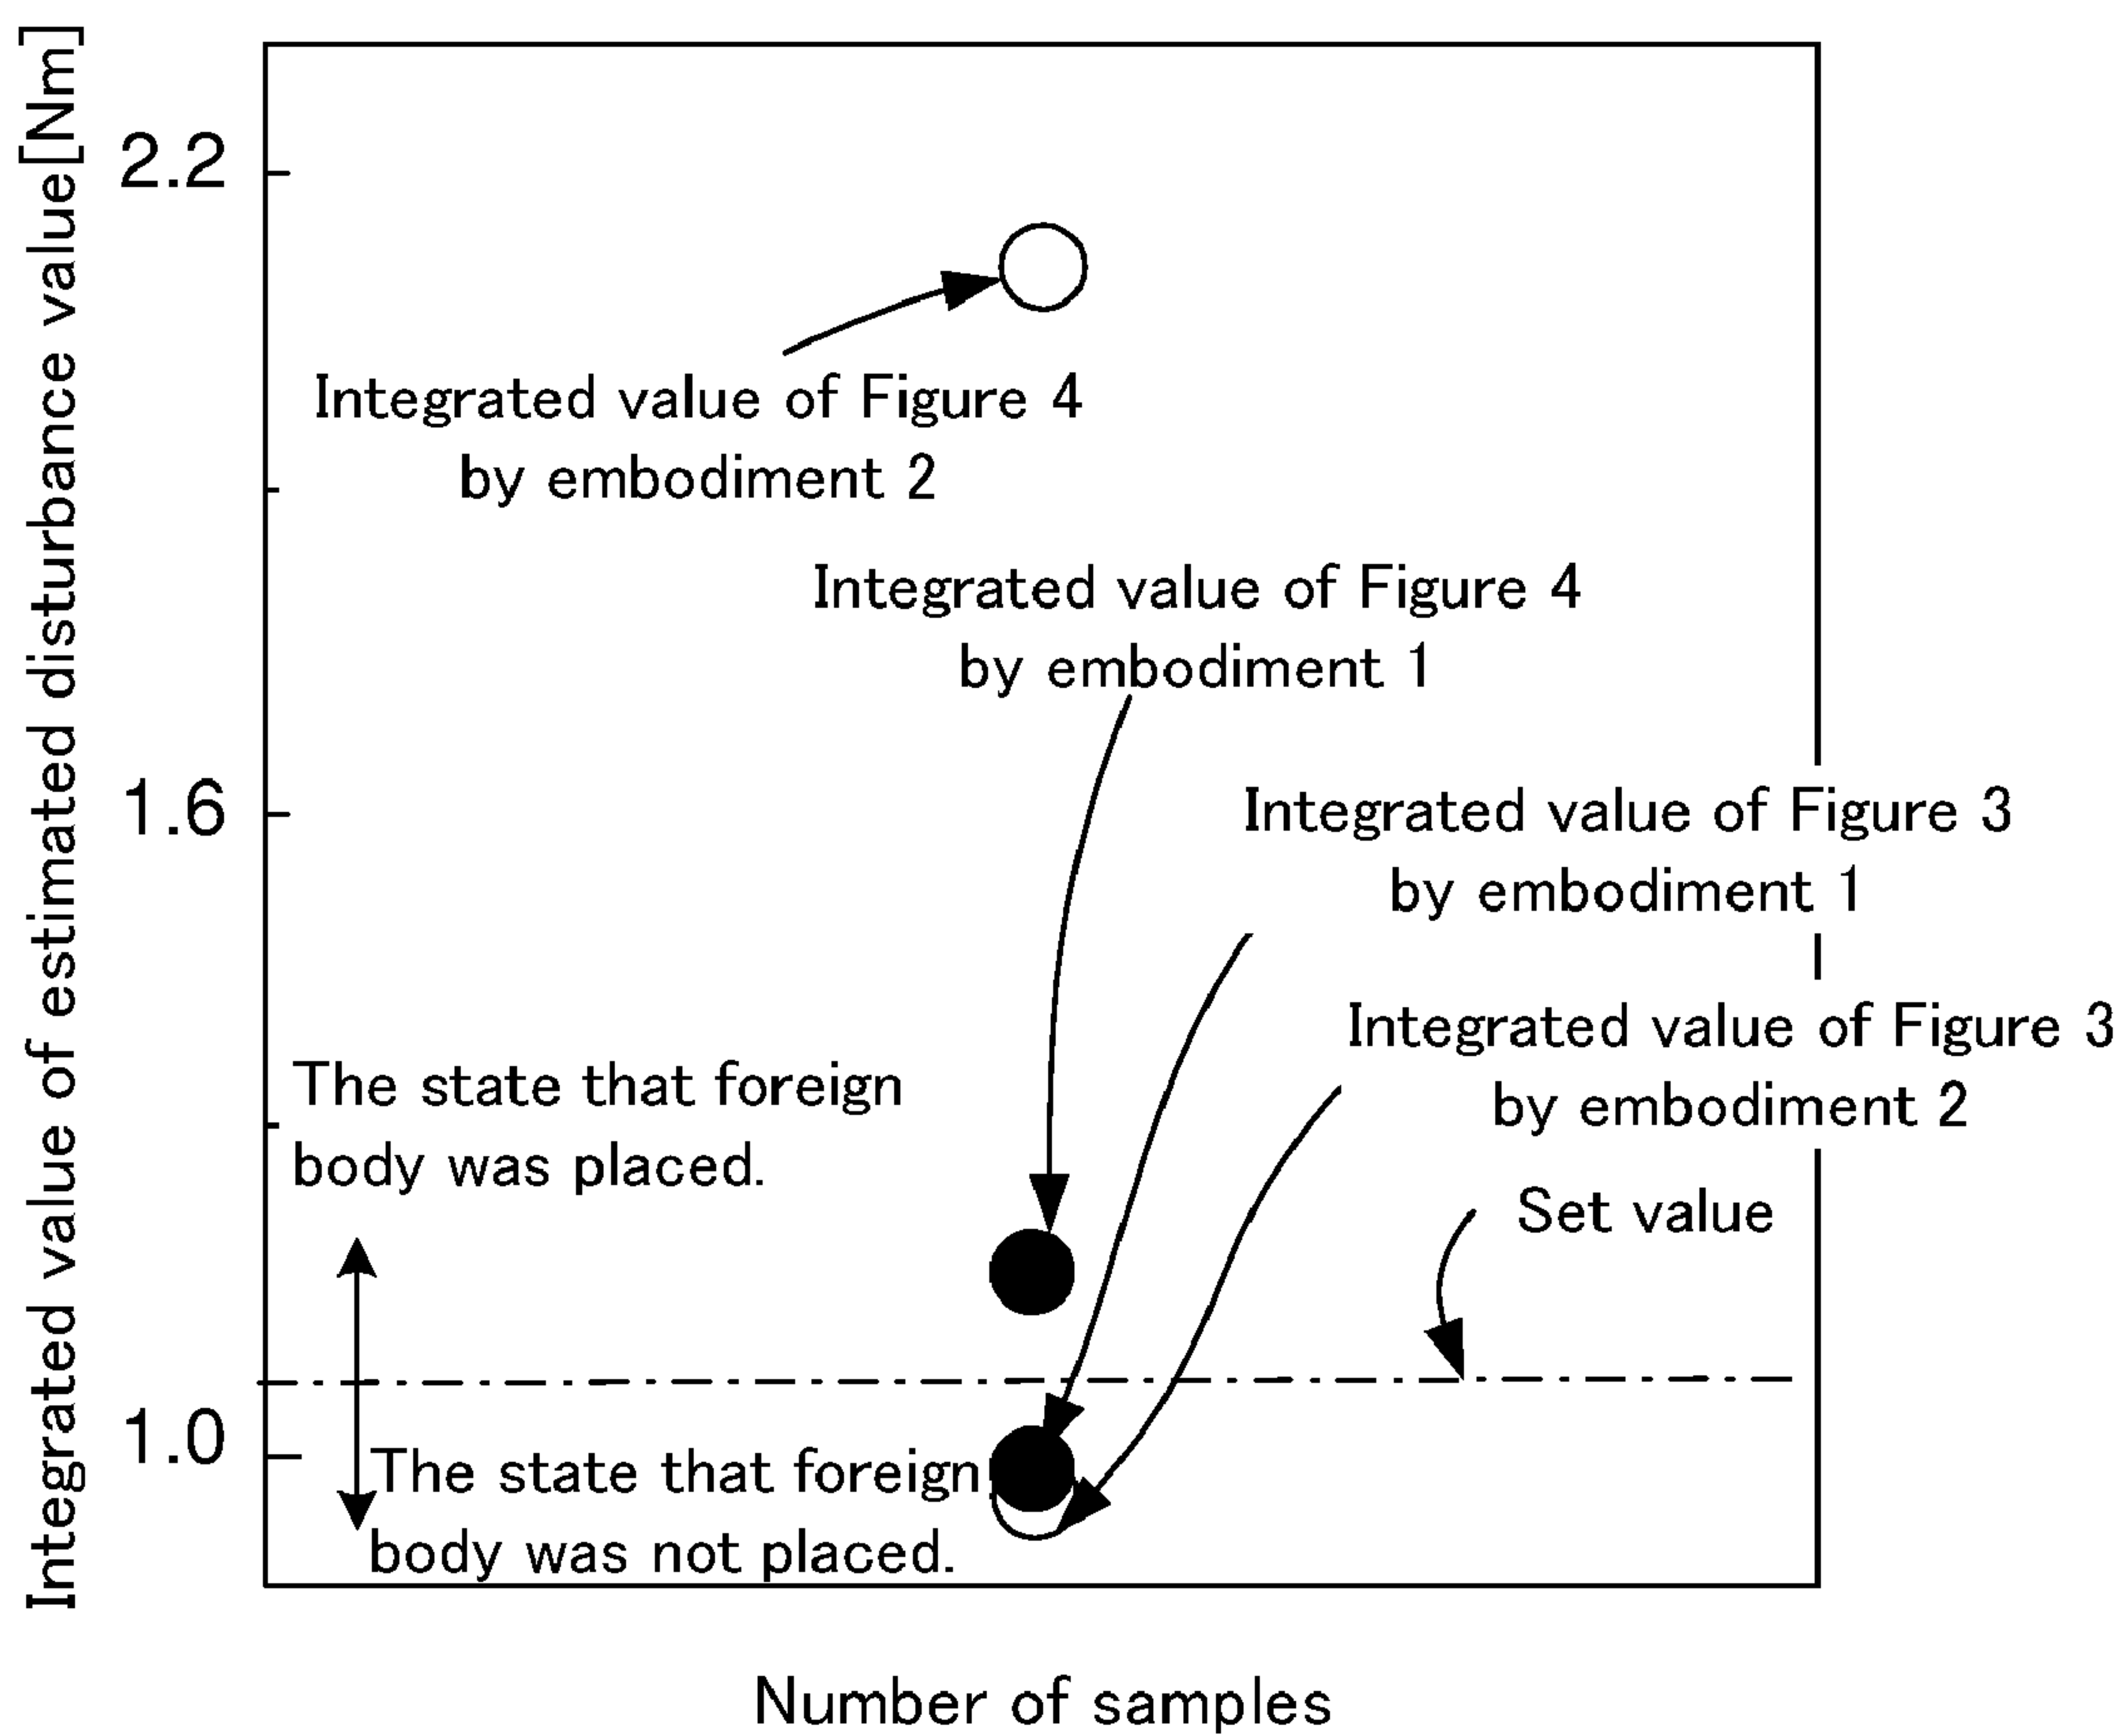 Integrated value of estimated disturbance value[Nm]
2.2
Integrated value of Figure 4
by embodiment 2
Integrated value of Figure 4
by embodiment 1
1.6
Integrated value of Figure 3
by embodiment 1
Integrated value of Figure 3
by embodiment 2
The state that foreign
body was placed.
Set value
1.0
The state that foreign
body was not placed.
Number of samples